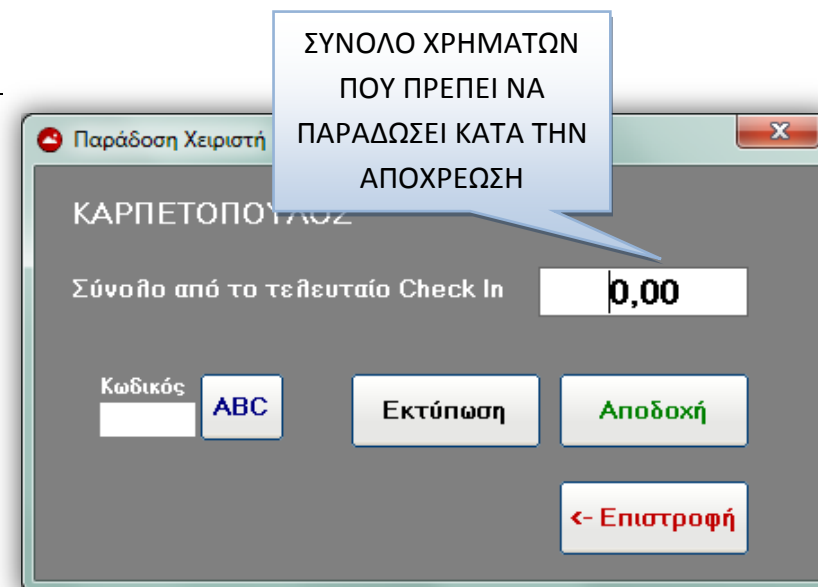 ΣΥΝΟΛΟ ΧΡΗΜΑΤΩΝ
ΠΟΥ ΠΡΕΠΕΙ ΝΑ
ΠΑΡΑΔΩΣΕΙ ΚΑΤΑ ΤΗΝ
ΑΠΟΧΡΕΩΣΗ
Παράδοση Χειριστή
ΚΑΡΠΕΤΟΠΟΥΛΟΣ
Σύνολο από το τελευταίο Check In
0,00
Κωδικός
ABC
Εκτύπωση
Αποδοχή
<- Επιστροφή